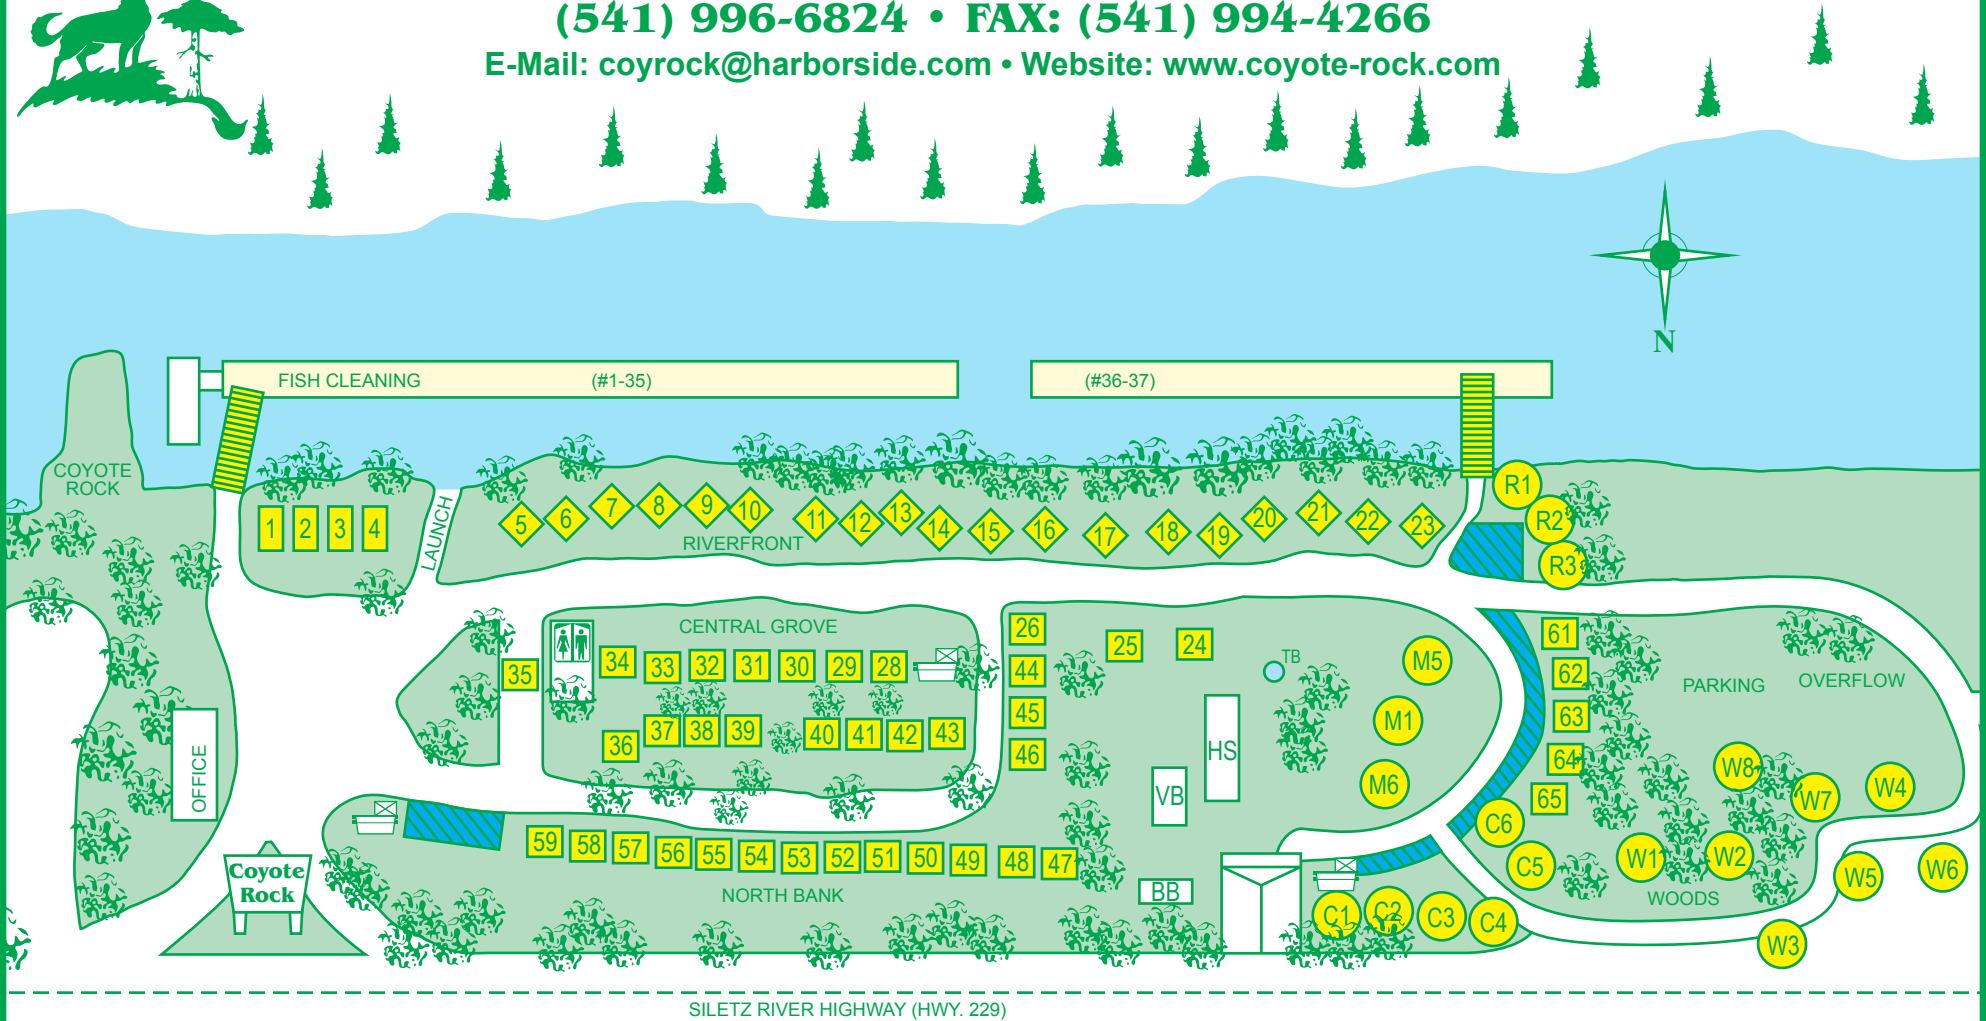 (541) 996-6824 • FAX: (541) 994-4266
E-Mail: coyrock@harborside.com • Website: www.coyote-rock.com
N
FISH CLEANING (#1-35) (#36-37)
COYOTE
ROCK
1 2 3 4
LAUNCH
5 6 7 8 9 10 11 12 13 14 15 16 17 18 19 20 21 22 23
RIVERFRONT
R1
R2
R3
CENTRAL GROVE
35 34 33 32 31 30 29 28
36 37 38 39 40 41 42 43
26
44
45
46
25 24
TB
HS
VB
BB
M5
M1
M6
61
62
63
64
65
PARKING OVERFLOW
W8 W7 W4
W1 W2 W5 W6
WOODS
W3
C6
C5
C1 C2 C3 C4
OFFICE
Coyote
Rock
59 58 57 56 55 54 53 52 51 50 49 48 47
NORTH BANK
SILETZ RIVER HIGHWAY (HWY. 229)